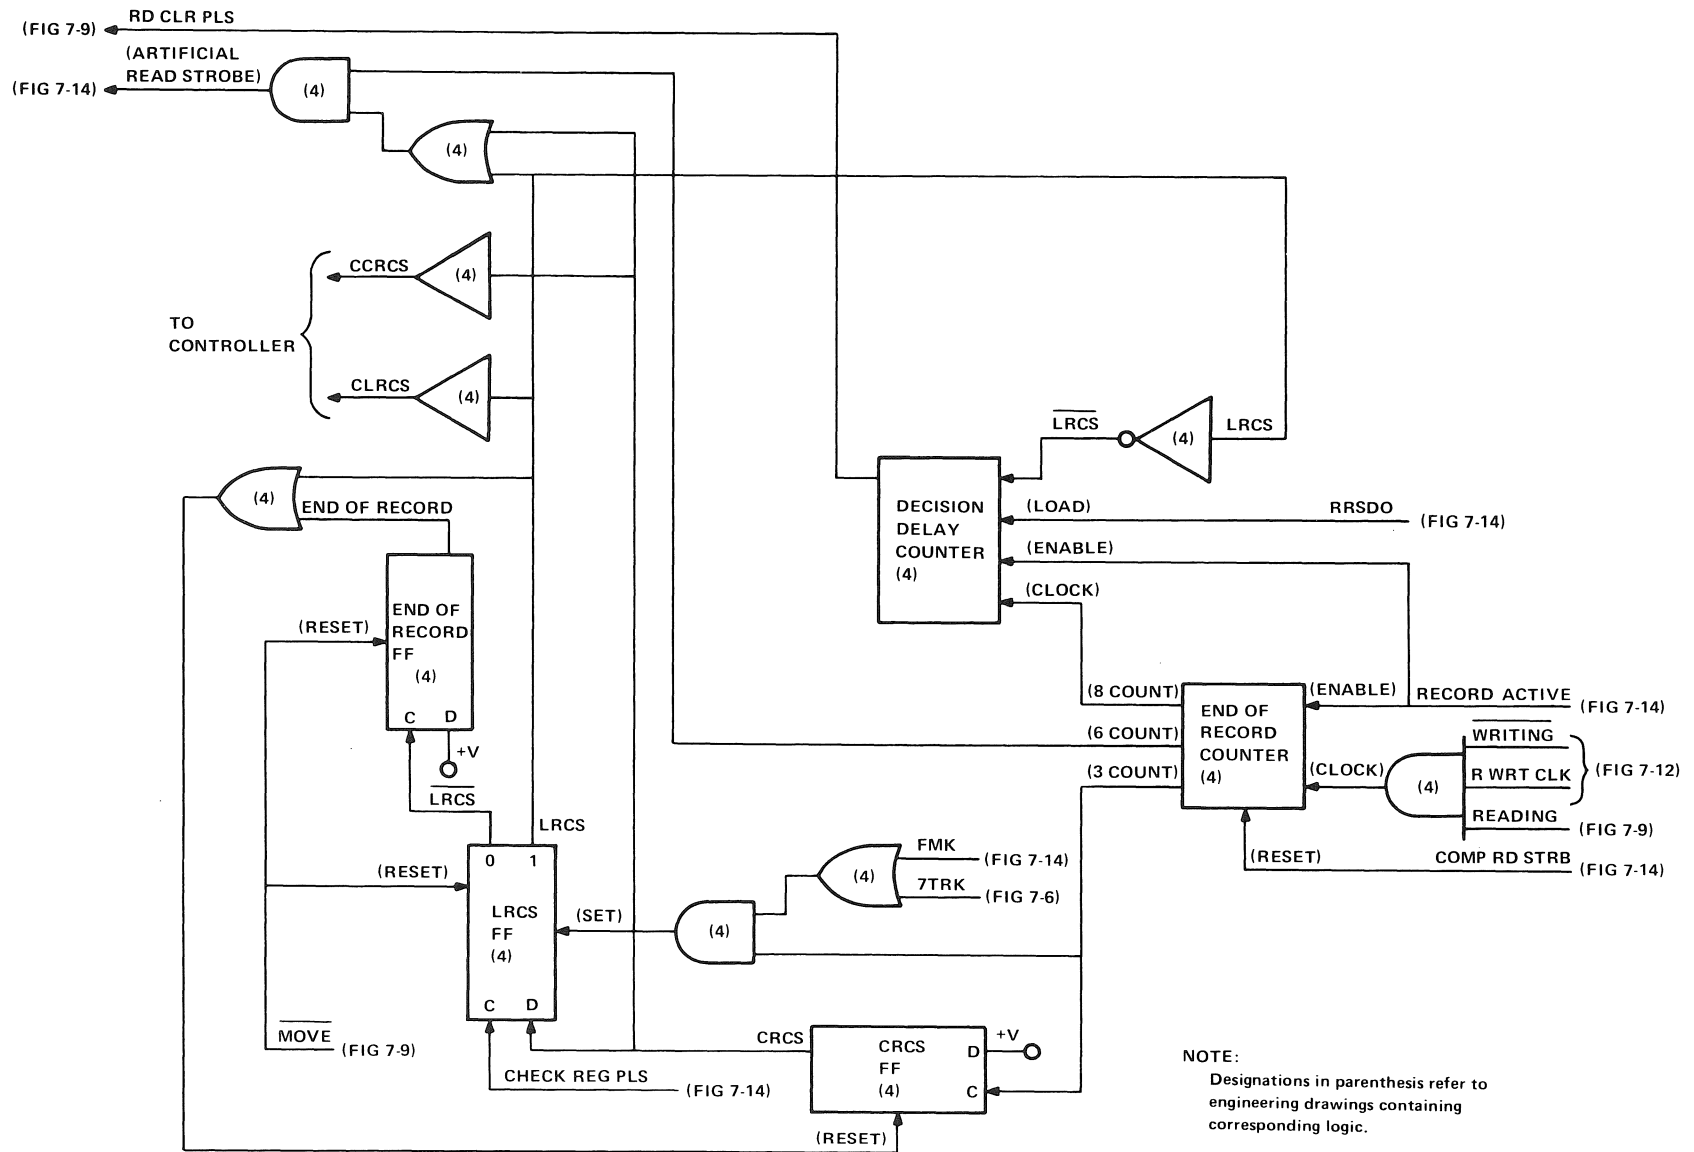 RD CLR PLS
(FIG 7-9)
(ARTIFICIAL
READ STROBE)
(FIG 7-14)
(4)
(4)
CCRCS
(4)
TO
CONTROLLER
CLRCS
(4)
LRCS
(4)
LRCS
(4)
END OF RECORD
DECISION
DELAY
COUNTER
(4)
(LOAD)
RRSDO
(FIG 7-14)
(ENABLE)
(CLOCK)
(RESET)
END OF
RECORD
FF
(4)
C D
+V
LRCS
(8 COUNT)
(6 COUNT)
(3 COUNT)
END OF
RECORD
COUNTER
(4)
(ENABLE)
RECORD ACTIVE
(FIG 7-14)
WRITING
(CLOCK)
(4)
R WRT CLK
(FIG 7-12)
READING
(FIG 7-9)
(RESET)
COMP RD STRB
(FIG 7-14)
LRCS
0 1
(RESET)
LRCS
FF
(4)
C D
(SET)
(4)
(4)
FMK
(FIG 7-14)
7TRK
(FIG 7-6)
MOVE
(FIG 7-9)
CHECK REG PLS
(FIG 7-14)
CRCS
CRCS
FF
(4)
D
C
+V
(RESET)
NOTE:
Designations in parenthesis refer to
engineering drawings containing
corresponding logic.